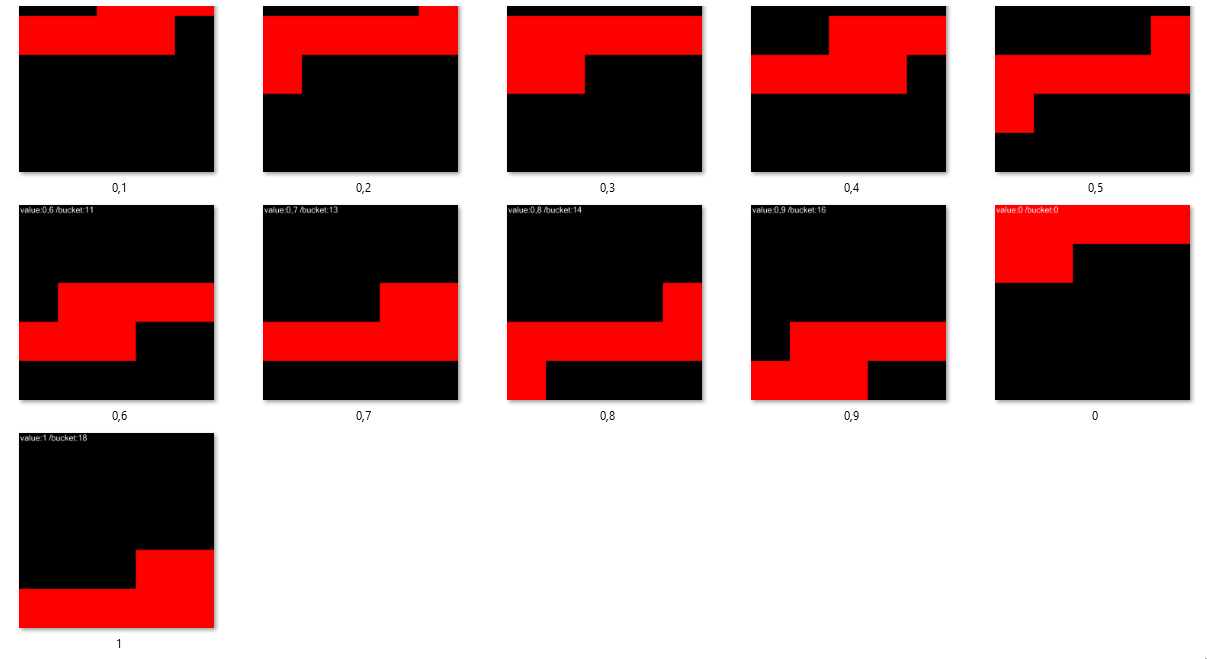 0,1
0,2
0,3
0,4
0,5
value:0,6 /bucket:11
value:0,7 /bucket:13
value:0,8 /bucket:14
value:0,9 /bucket:16
value:0 /bucket:0
0,6
0,7
0,8
0,9
0
value:1 /bucket:18
1